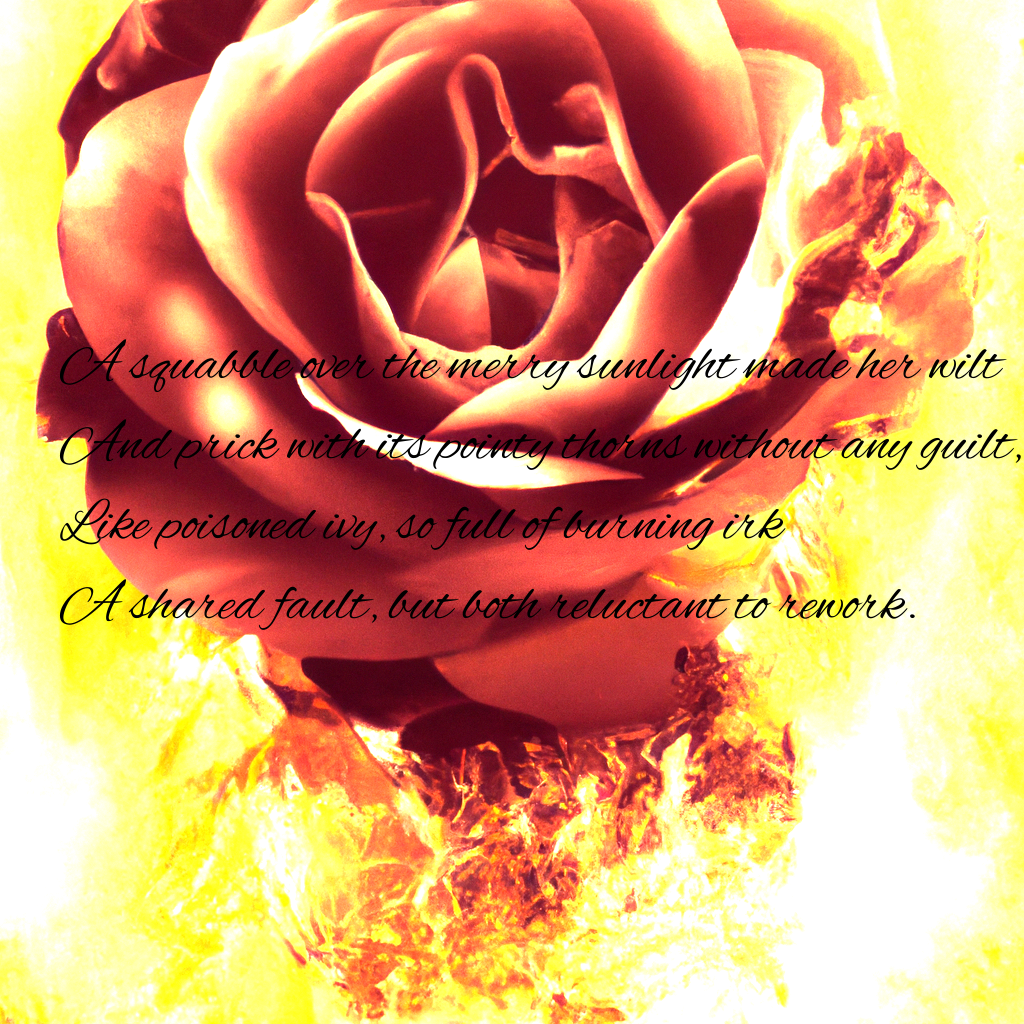 A squabble over the merry sunlight made her wilt
And prick with its pointy thorns without any guilt,
Like poisoned ivy, so full of burning irk
A shared fault, but both reluctant to rework.